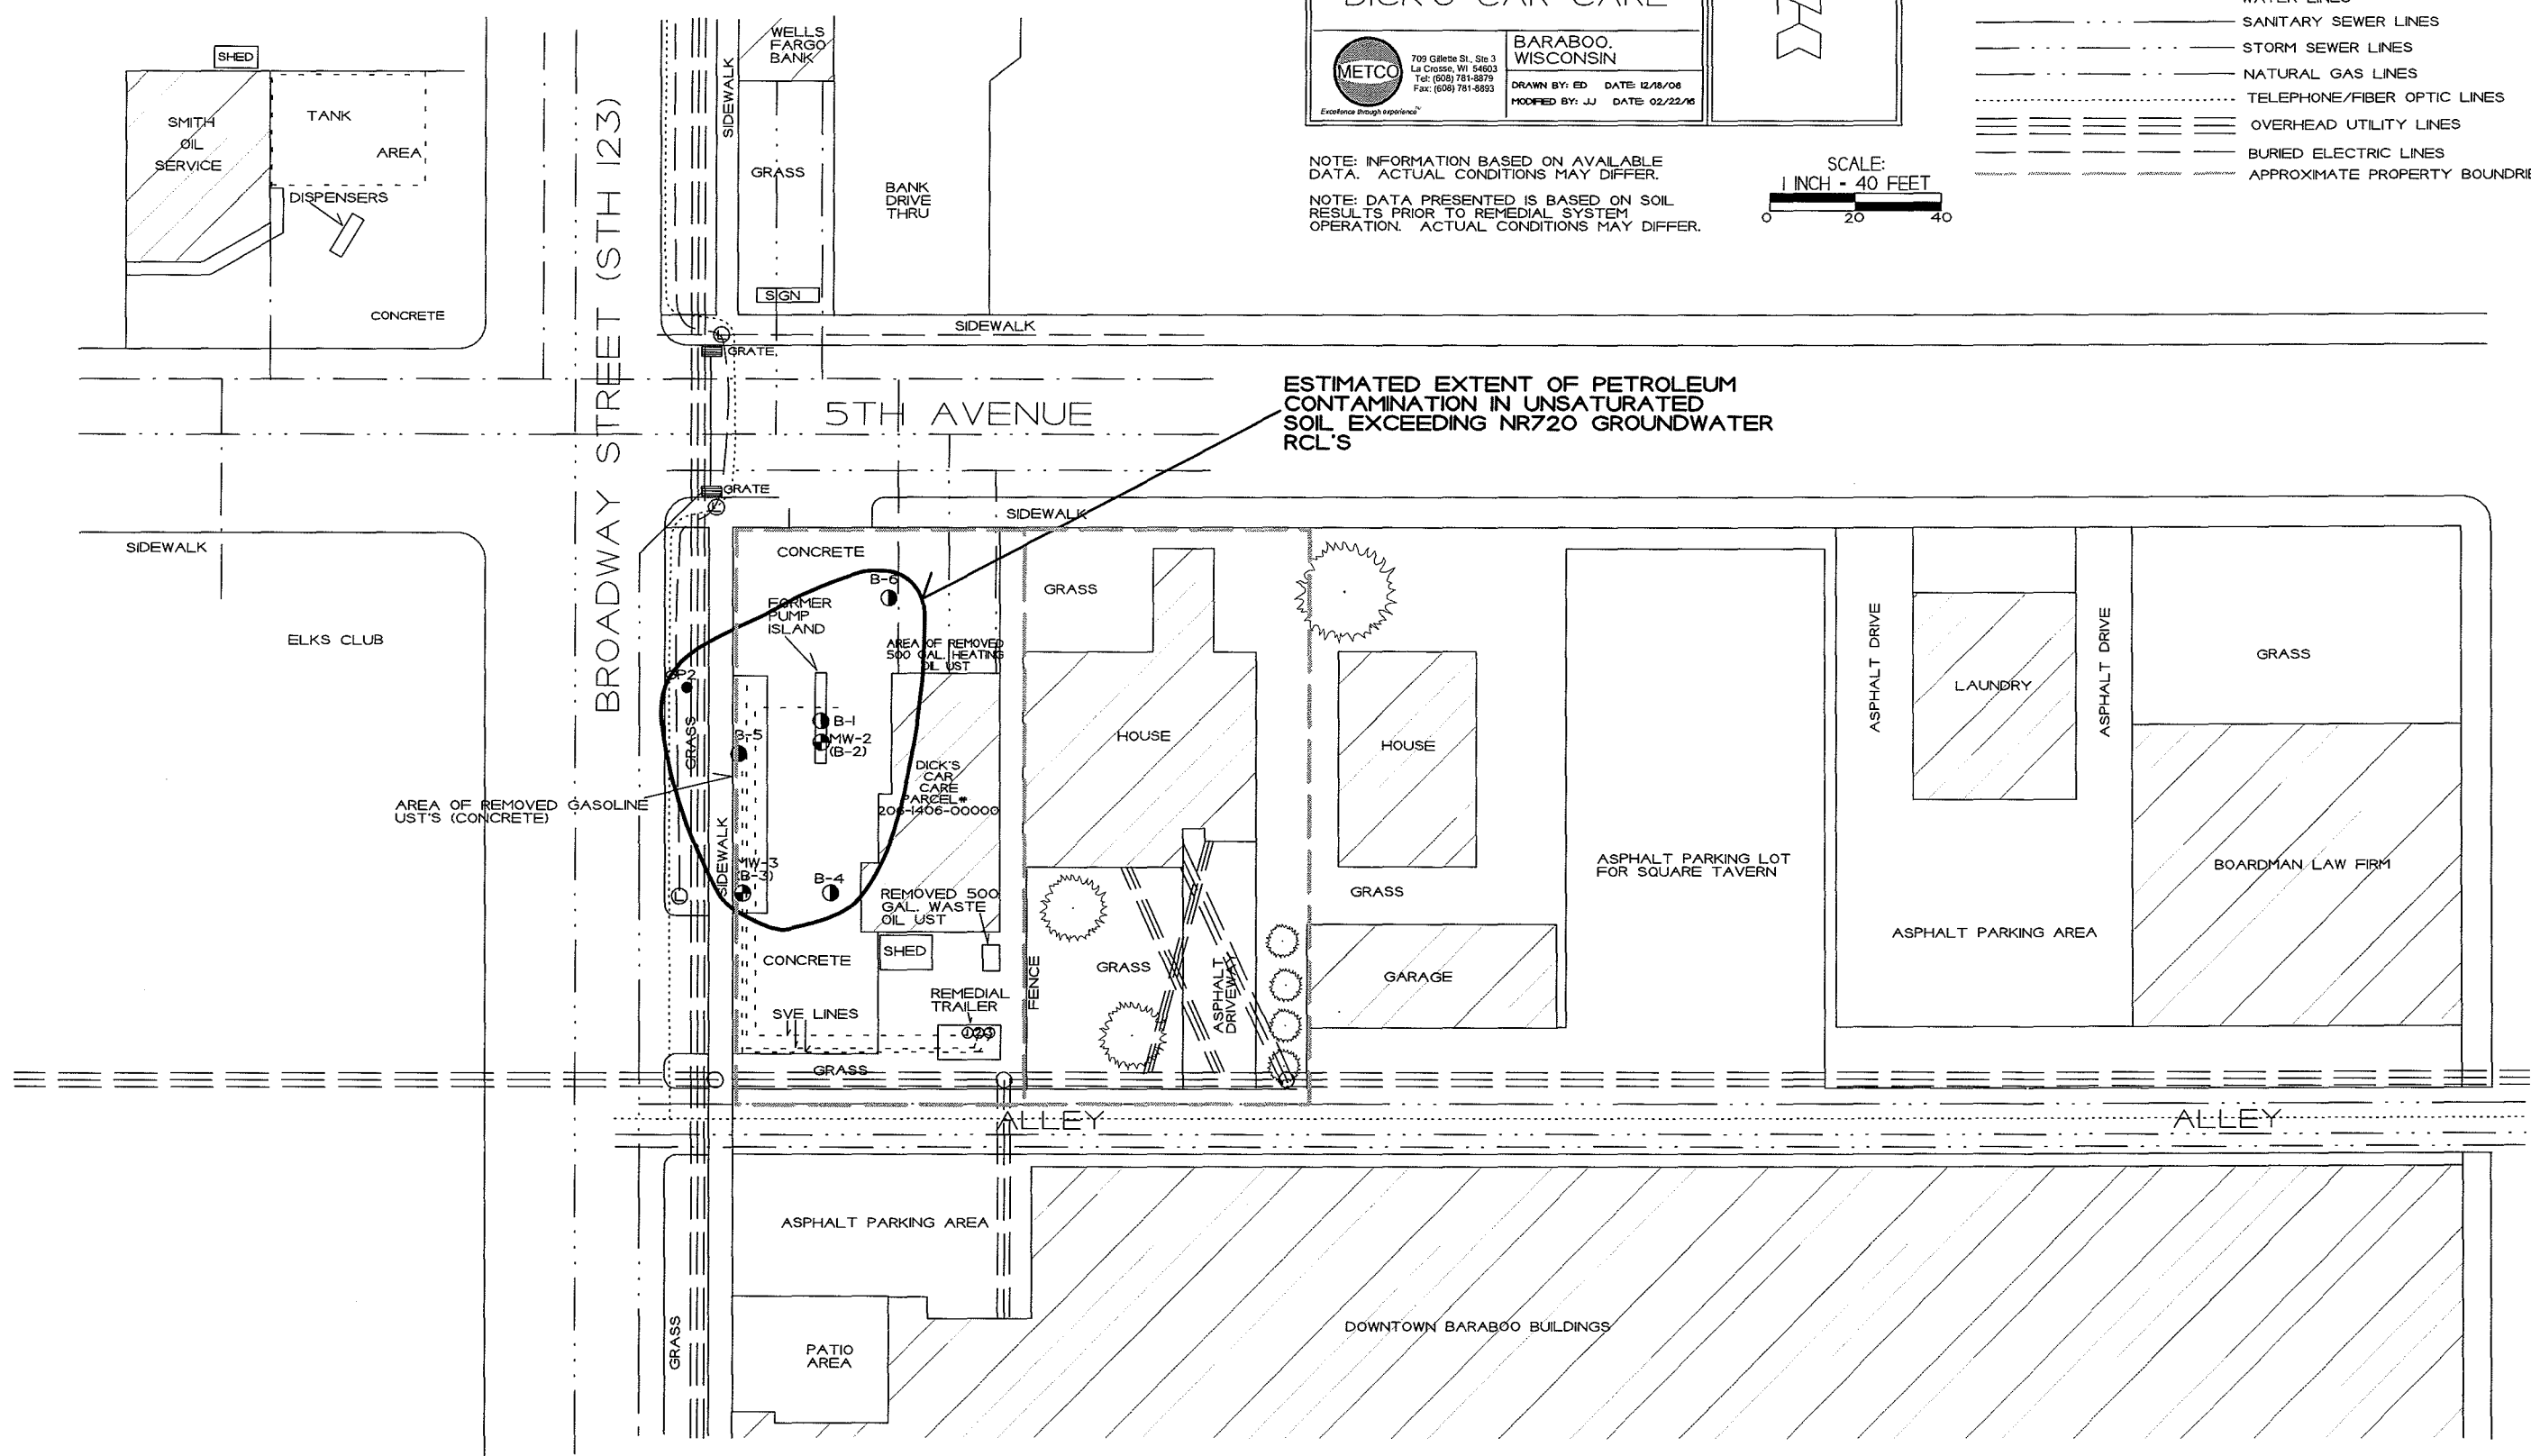 DICK'S CAR CARE
METCO
Excellence through experience
709 Gillette St., Ste 3
La Crosse, WI 54603
Tel: (608) 781-8879
Fax: (608) 781-8893
BARABOO,
WISCONSIN
DRAWN BY: ED DATE: 12/18/06
MODIFIED BY: JJ DATE: 02/22/16
WATER LINES
SANITARY SEWER LINES
STORM SEWER LINES
NATURAL GAS LINES
TELEPHONE/FIBER OPTIC LINES
OVERHEAD UTILITY LINES
BURIED ELECTRIC LINES
APPROXIMATE PROPERTY BOUNDRIE
NOTE: INFORMATION BASED ON AVAILABLE
DATA. ACTUAL CONDITIONS MAY DIFFER.
NOTE: DATA PRESENTED IS BASED ON SOIL
RESULTS PRIOR TO REMEDIAL SYSTEM
OPERATION. ACTUAL CONDITIONS MAY DIFFER.
SCALE:
1 INCH - 40 FEET
0 20 40
SHED
SMITH
OIL
SERVICE
TANK
AREA
DISPENSERS
CONCRETE
BROADWAY STREET (STH 123)
SIDEWALK
WELLS
FARGO
BANK
GRASS
BANK
DRIVE
THRU
SIGN
SIDEWALK
GRATE
5TH AVENUE
ESTIMATED EXTENT OF PETROLEUM
CONTAMINATION IN UNSATURATED
SOIL EXCEEDING NR720 GROUNDWATER
RCL'S
GRATE
SIDEWALK
SIDEWALK
ELKS CLUB
CONCRETE
B-6
FORMER
PUMP
ISLAND
AREA OF REMOVED
500 GAL. HEATING
OIL UST
GP2
GRASS
B-1
MW-2
(B-2)
B-5
DICK'S
CAR
CARE
PARCEL#
206-1406-00000
AREA OF REMOVED GASOLINE
UST'S (CONCRETE)
SIDEWALK
MW-3
(B-3)
B-4
REMOVED 500
GAL. WASTE
OIL UST
SHED
CONCRETE
REMEDIAL
TRAILER
SVE LINES
GRASS
FENCE
GRASS
HOUSE
GRASS
ASPHALT
DRIVEWAY
HOUSE
GRASS
GARAGE
ASPHALT PARKING LOT
FOR SQUARE TAVERN
ASPHALT DRIVE
LAUNDRY
ASPHALT DRIVE
GRASS
BOARDMAN LAW FIRM
ASPHALT PARKING AREA
ALLEY
ALLEY
ASPHALT PARKING AREA
GRASS
PATIO
AREA
DOWNTOWN BARABOO BUILDINGS